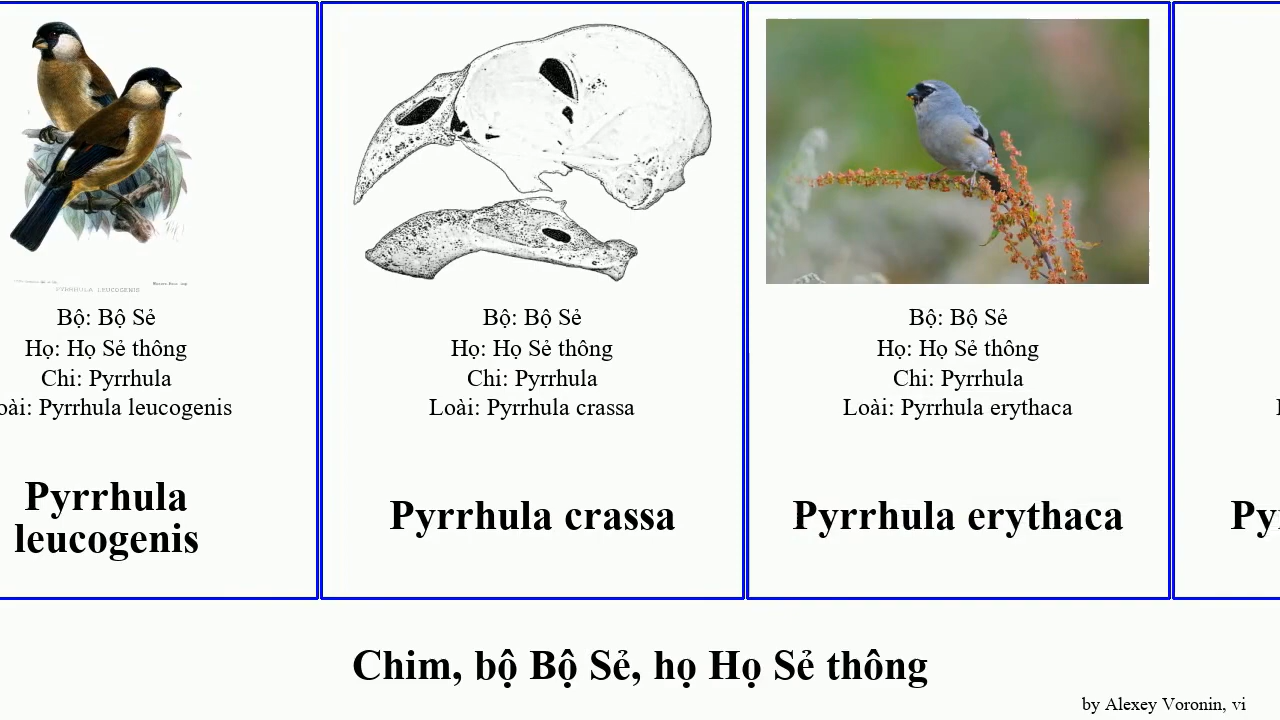 PYRRHULA LEUCOGENIS
Bộ: Bộ Sẻ
Họ: Họ Sẻ thông
Chi: Pyrrhula
oài: Pyrrhula leucogenis
Pyrrhula
leucogenis
Bộ: Bộ Sẻ
Họ: Họ Sẻ thông
Chi: Pyrrhula
Loài: Pyrrhula crassa
Pyrrhula crassa
Bộ: Bộ Sẻ
Họ: Họ Sẻ thông
Chi: Pyrrhula
Loài: Pyrrhula erythaca
Pyrrhula erythaca
Chim, bộ Bộ Sẻ, họ Họ Sẻ thông
by Alexey Voronin, vi